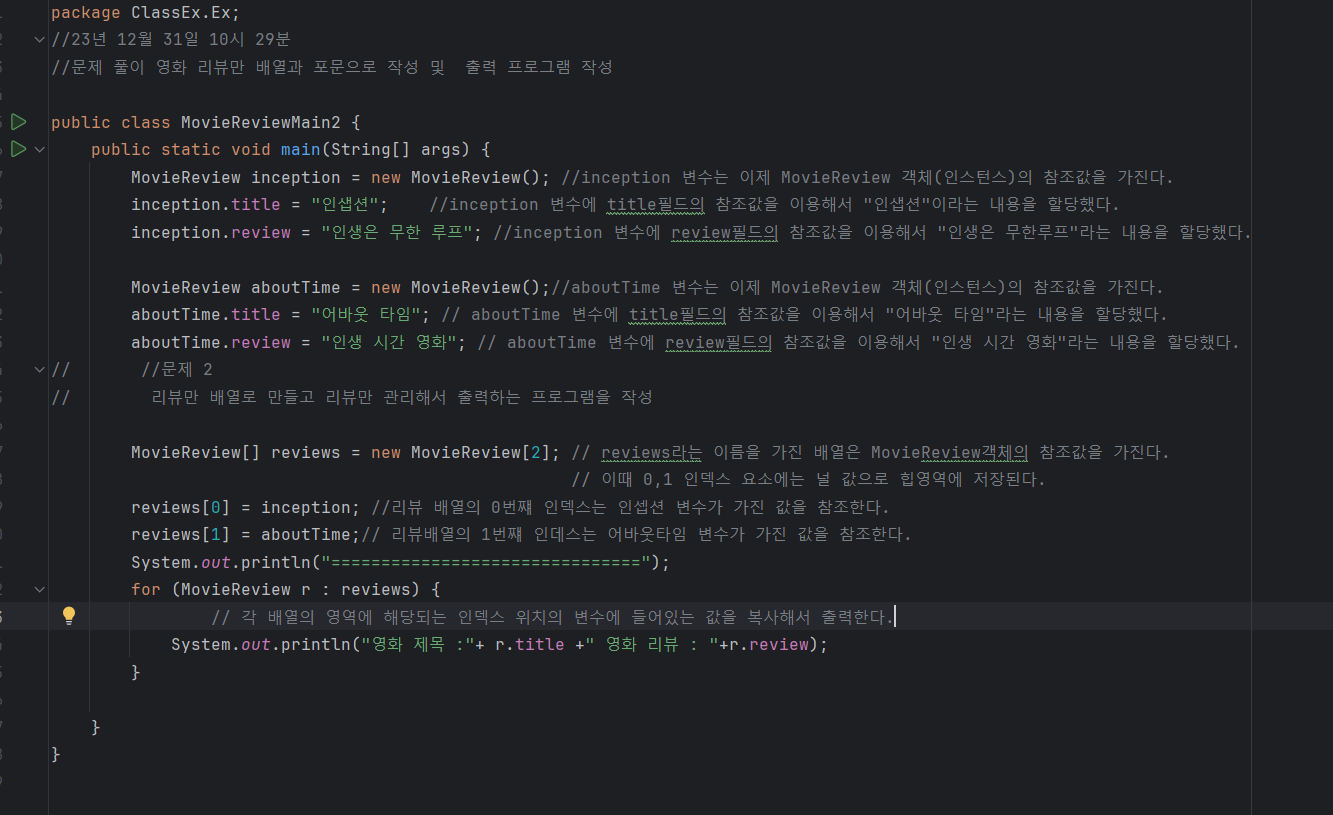 package ClassEx.Ex;
//23년 12월 31일 10시 29분
//문제 풀이 영화 리뷰만 배열과 포문으로 작성 및  출력 프로그램 작성
public class MovieReviewMain2 {
public static void main(String[] args) {
MovieReview inception = new MovieReview(); //inception 변수는 이제 MovieReview 객체(인스턴스)의 참조값을 가진다.
inception.title = "인샙션";    //inception 변수에 title필드의 참조값을 이용해서 "인샙션"이라는 내용을 할당했다.
inception.review = "인생은 무한 루프"; //inception 변수에 review필드의 참조값을 이용해서 "인생은 무한루프"라는 내용을 할당했다.
MovieReview aboutTime = new MovieReview();//aboutTime 변수는 이제 MovieReview 객체(인스턴스)의 참조값을 가진다.
aboutTime.title = "어바웃 타임"; // aboutTime 변수에 title필드의 참조값을 이용해서 "어바웃 타임"라는 내용을 할당했다.
aboutTime.review = "인생 시간 영화"; // aboutTime 변수에 review필드의 참조값을 이용해서 "인생 시간 영화"라는 내용을 할당했다.
//       //문제 2
//        리뷰만 배열로 만들고 리뷰만 관리해서 출력하는 프로그램을 작성
MovieReview[] reviews = new MovieReview[2]; // reviews라는 이름을 가진 배열은 MovieReview객체의 참조값을 가진다.
// 이때 0,1 인덱스 요소에는 널 값으로 힙영역에 저장된다.
reviews[0] = inception; //리뷰 배열의 0번째 인덱스는 인셉션 변수가 가진 값을 참조한다.
reviews[1] = aboutTime;// 리뷰배열의 1번째 인데스는 어바웃타임 변수가 가진 값을 참조한다.
System.out.println("===============================");
for (MovieReview r : reviews) {
// 각 배열의 영역에 해당되는 인덱스 위치의 변수에 들어있는 값을 복사해서 출력한다.
System.out.println("영화 제목 :"+ r.title +" 영화 리뷰 : "+r.review);
}
}
}